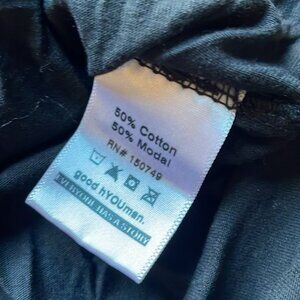 50% Cotton
50% Modal
RN# 150749
good hYOUman.
EVERYONE HAS A STORY